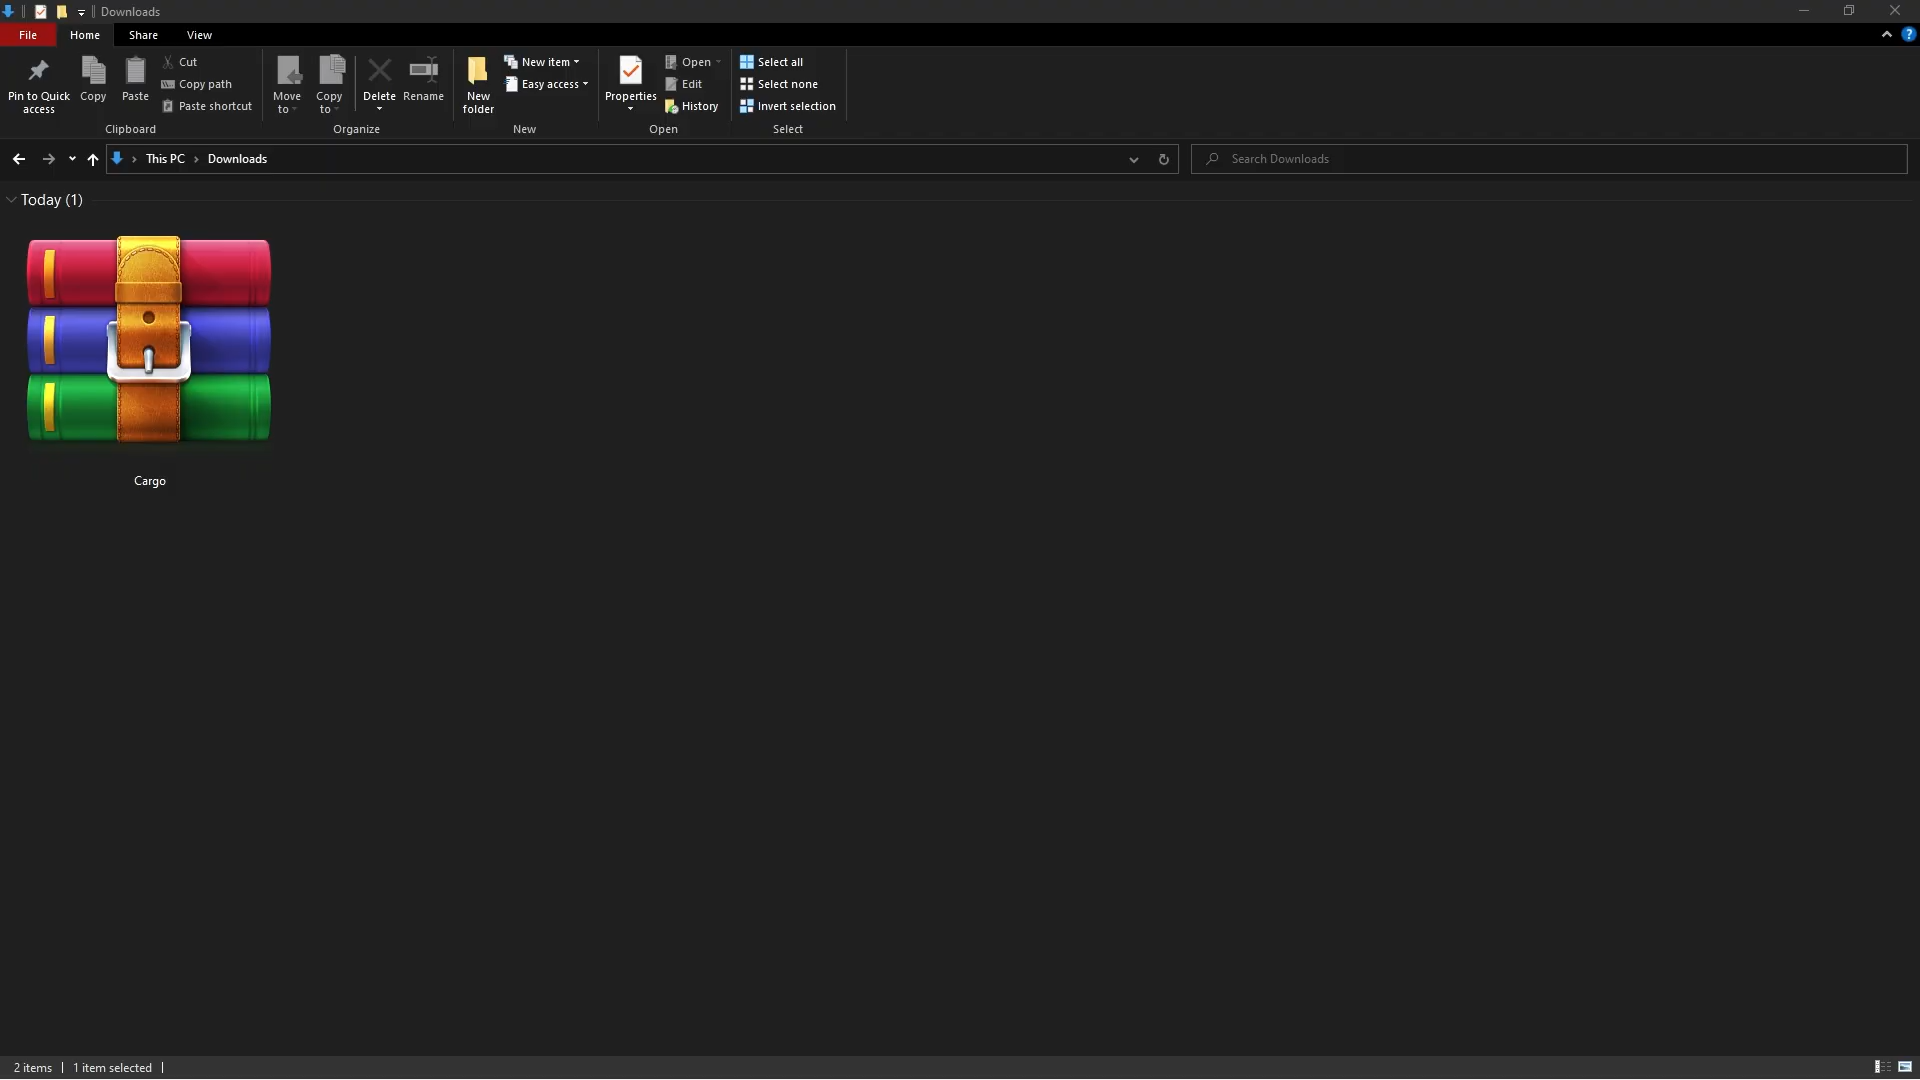 Downloads
File Home Share View
Pin to Quick access
Copy
Paste
Cut
Copy path
Paste shortcut
Clipboard
Move to
Copy to
Delete
Rename
Organize
New folder
New item
Easy access
New
Properties
Open
Edit
History
Open
Select all
Select none
Invert selection
Select
This PC > Downloads
Search Downloads
Today (1)
Cargo
2 items | 1 item selected |